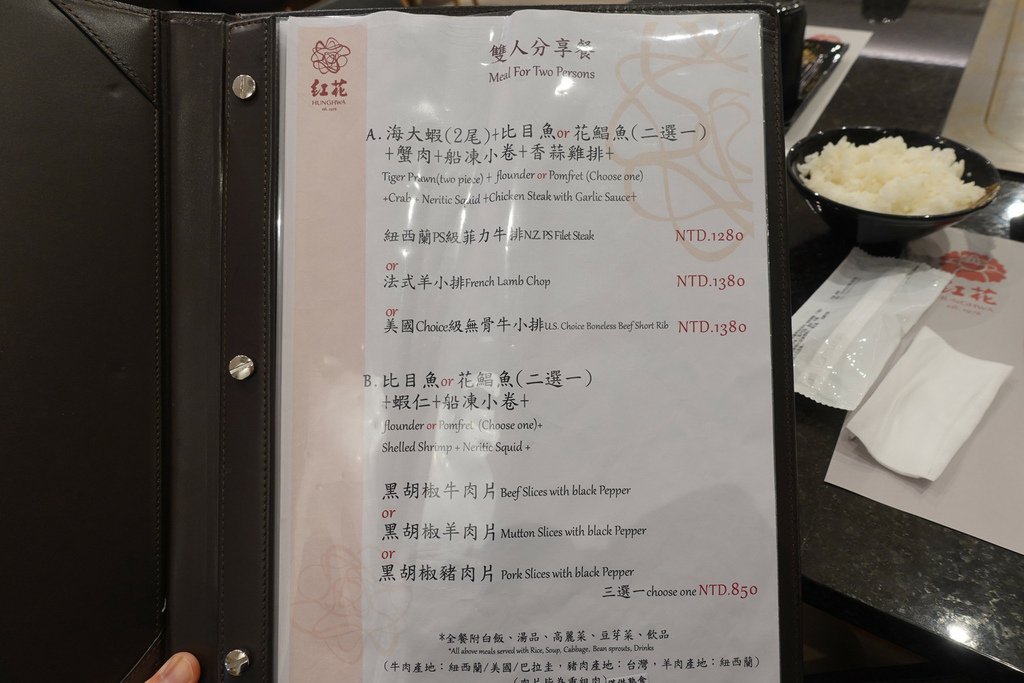 紅花
HUNGHWA
est. 1976
雙人分享餐
Meal For Two Persons
A. 海大蝦(2尾)+比目魚or花鯧魚(二選一)
+蟹肉+船凍小卷+香蒜雞排+
Tiger Prawn(two piece) + flounder or Pomfret (Choose one)
+Crab + Neritic Squid +Chicken Steak with Garlic Sauce+
紐西蘭PS級菲力牛排N.Z. PS Filet Steak NTD.1280
or
法式羊小排French Lamb Chop NTD.1380
or
美國Choice級無骨牛小排U.S. Choice Boneless Beef Short Rib NTD.1380
B. 比目魚or花鯧魚(二選一)
+蝦仁+船凍小卷+
flounder or Pomfret (Choose one)+
Shelled Shrimp + Neritic Squid +
黑胡椒牛肉片 Beef Slices with black Pepper
or
黑胡椒羊肉片 Mutton Slices with black Pepper
or
黑胡椒豬肉片 Pork Slices with black Pepper
三選一choose one NTD.850
*全餐附白飯、湯品、高麗菜、豆芽菜、飲品
*All above meals served with Rice, Soup, Cabbage, Bean sprouts, Drinks
(牛肉產地：紐西蘭/美國/巴拉圭，豬肉產地：台灣，羊肉產地：紐西蘭)
(肉片皆為重組肉)
紅花